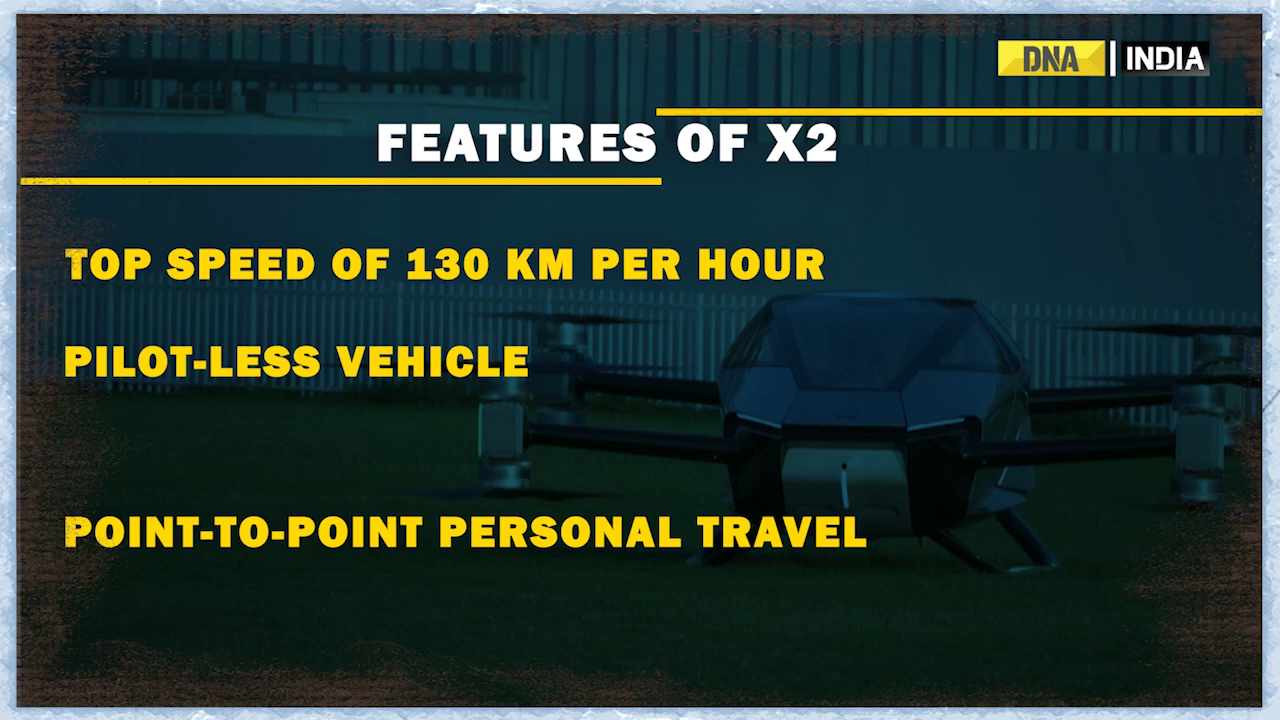 DNA INDIA
FEATURES OF X2
TOP SPEED OF 130 KM PER HOUR
PILOT-LESS VEHICLE
POINT-TO-POINT PERSONAL TRAVEL